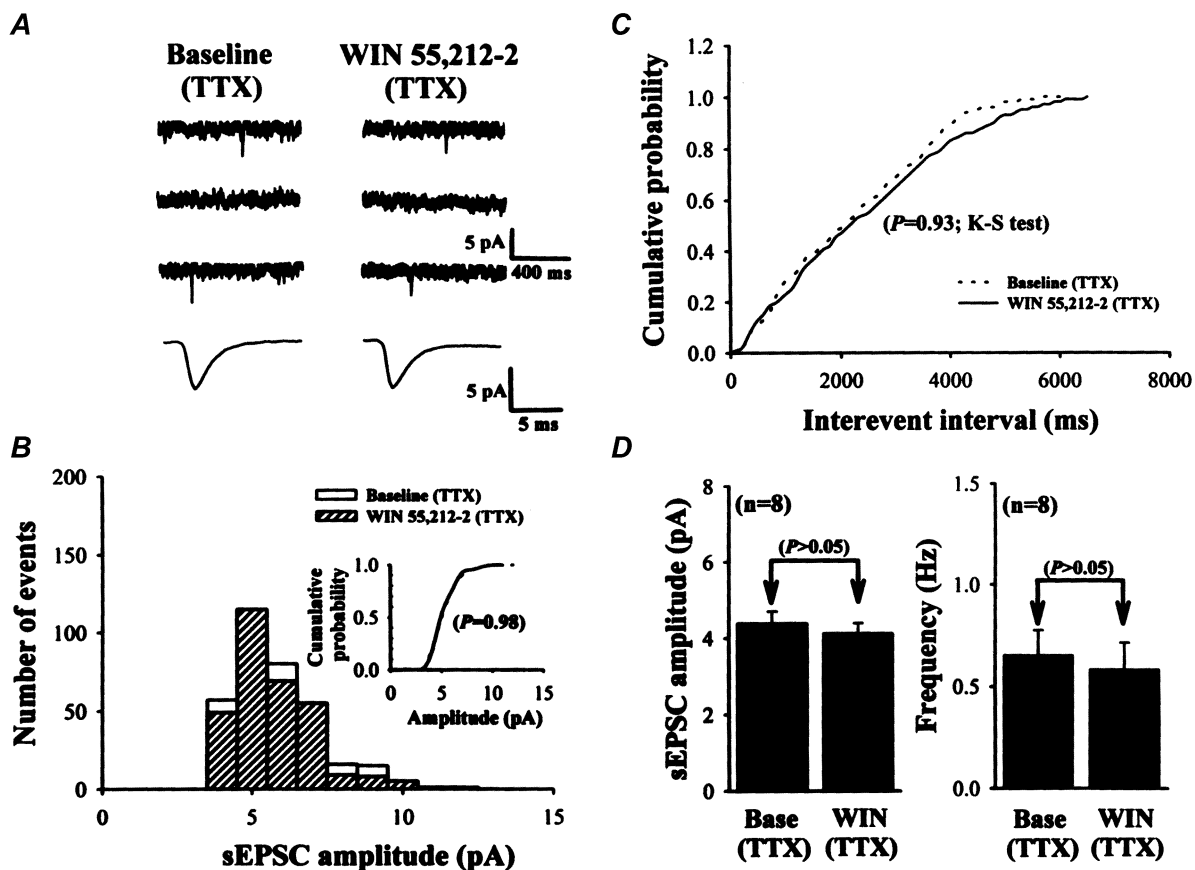 A
Baseline
(TTX)
WIN 55,212-2
(TTX)
5 pA
400 ms
5 pA
5 ms
B
200
150
100
50
0
Number of events
0
5
10
15
sEPSC amplitude (pA)
Baseline (TTX)
WIN 55,212-2 (TTX)
Cumulative
probability
1.0
0.5
0.0
(P=0.98)
0
5
10
15
Amplitude (pA)
C
Cumulative probability
1.2
1.0
0.8
0.6
0.4
0.2
0.0
(P=0.93; K-S test)
Baseline (TTX)
WIN 55,212-2 (TTX)
0
2000
4000
6000
8000
Interevent interval (ms)
D
sEPSC amplitude (pA)
8
6
4
2
0
(n=8)
(P>0.05)
Base
(TTX)
WIN
(TTX)
Frequency (Hz)
1.5
1.0
0.5
0.0
(n=8)
(P>0.05)
Base
(TTX)
WIN
(TTX)